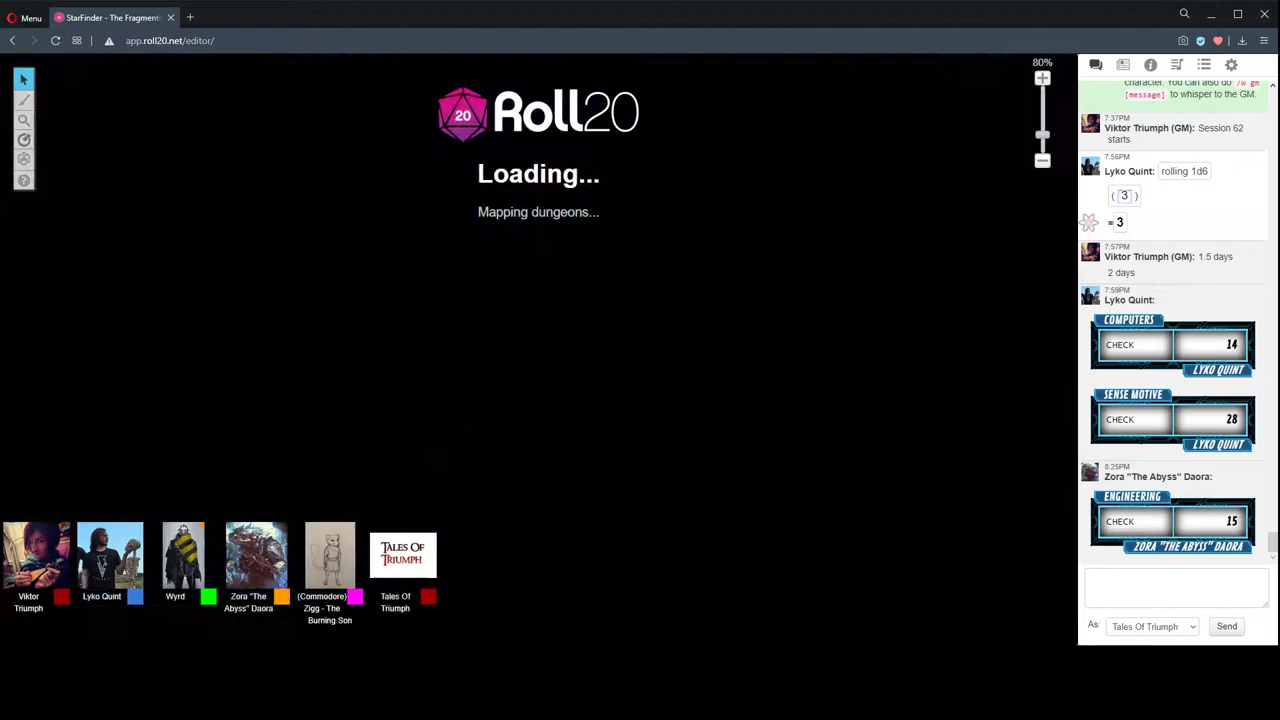 Menu
StarFinder - The Fragments
app.roll20.net/editor/
80%
20
Roll20
Loading...
Mapping dungeons...
character. You can also do /w gm
[message] to whisper to the GM.
7:37PM
Viktor Triumph (GM): Session 62
starts
7:56PM
Lyko Quint: rolling 1d6
( 3 )
= 3
7:57PM
Viktor Triumph (GM): 1.5 days
2 days
7:59PM
Lyko Quint:
COMPUTERS
CHECK 14
LYKO QUINT
SENSE MOTIVE
CHECK 28
LYKO QUINT
8:25PM
Zora "The Abyss" Daora:
ENGINEERING
CHECK 15
ZORA "THE ABYSS" DAORA
TALES OF
TRIUMPH
Viktor
Triumph
Lyko Quint
Wyrd
Zora "The
Abyss" Daora
(Commodore)
Zigg - The
Burning Son
Tales Of
Triumph
As: Tales Of Triumph Send